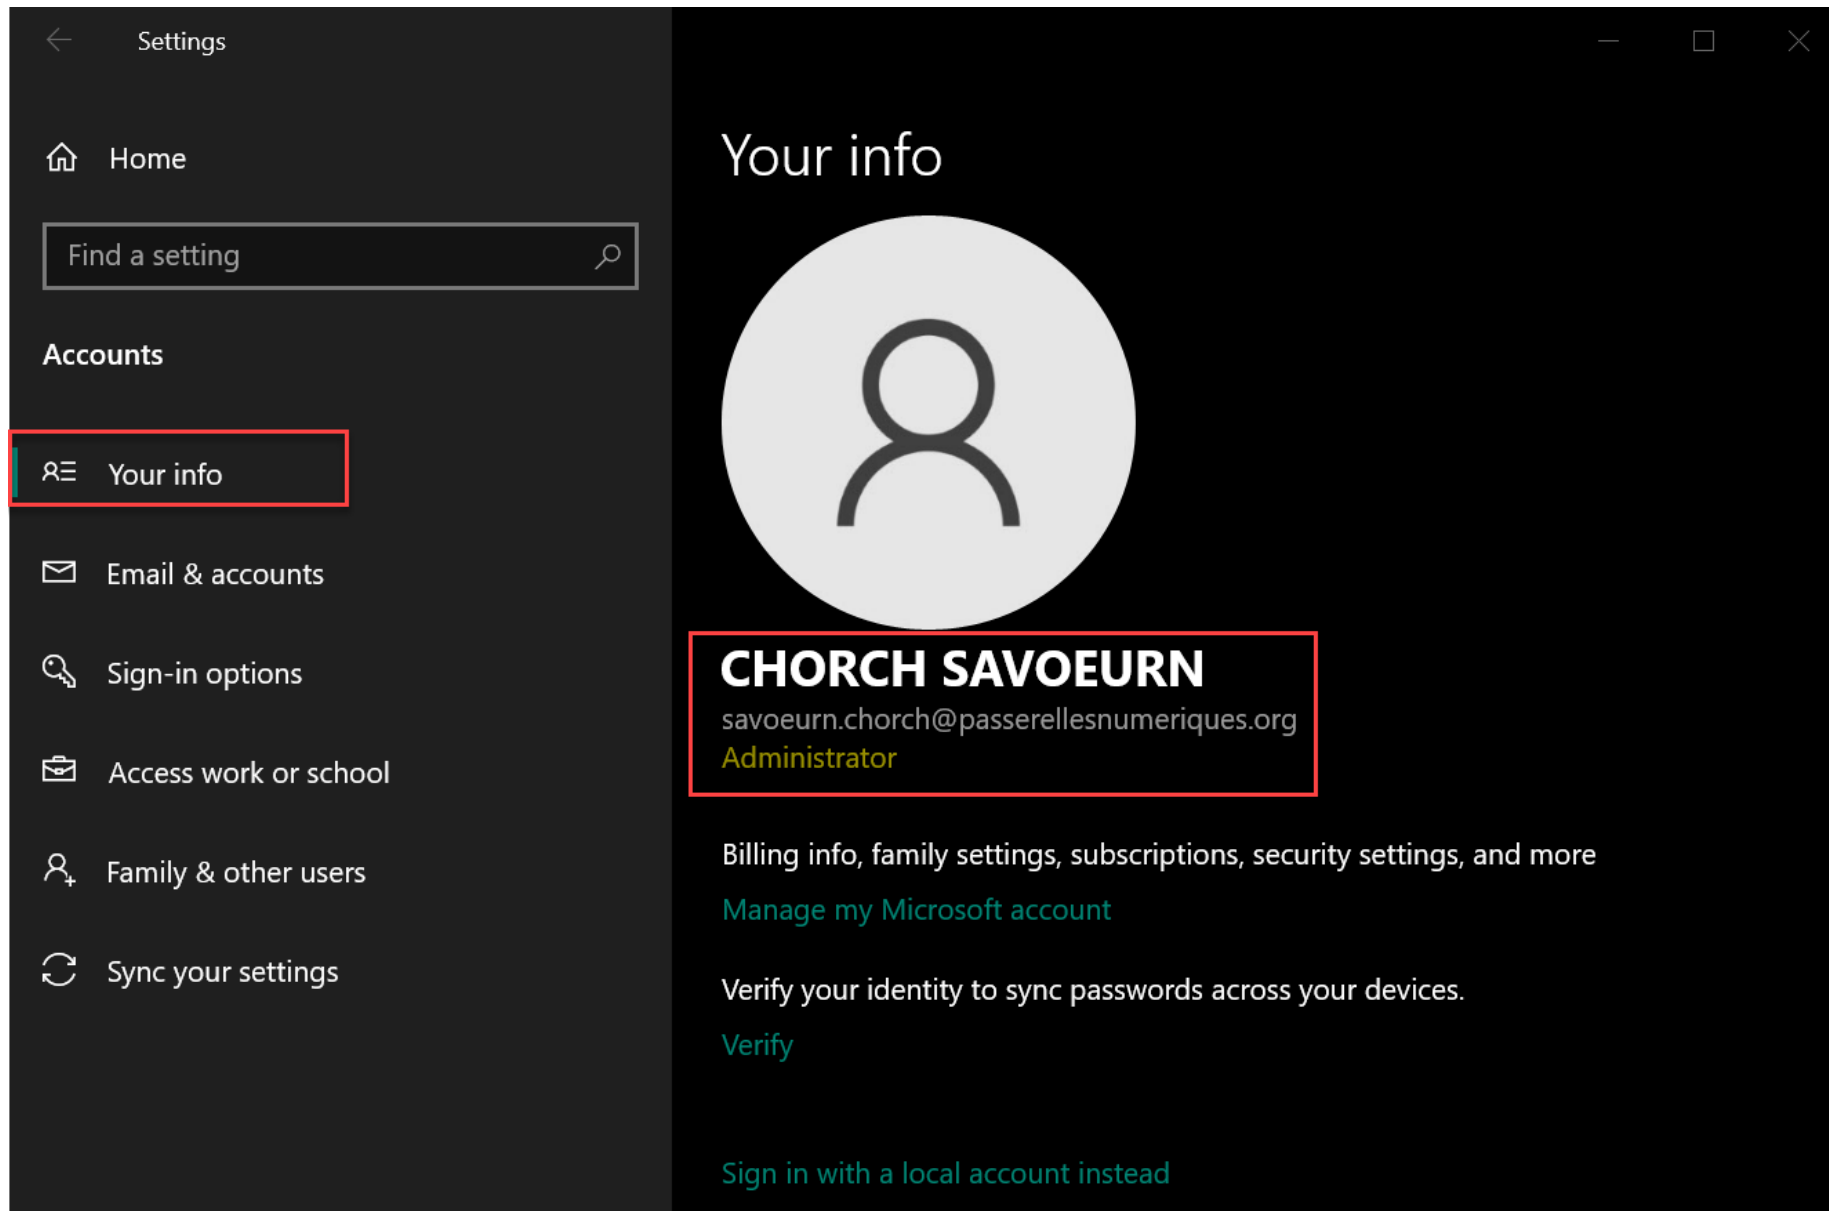 Settings
Home
Find a setting
Accounts
Your info
Email & accounts
Sign-in options
Access work or school
Family & other users
Sync your settings
Your info
CHORCH SAVOEURN
savoeurn.chorch@passerellesnumeriques.org
Administrator
Billing info, family settings, subscriptions, security settings, and more
Manage my Microsoft account
Verify your identity to sync passwords across your devices.
Verify
Sign in with a local account instead